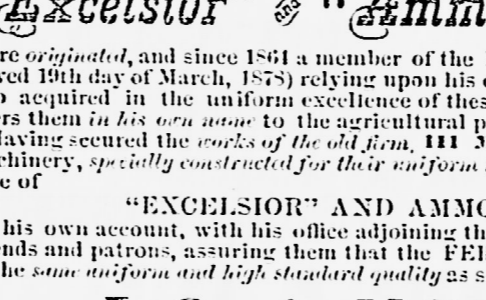 Excelsior and "Amm
re originated, and since 1864 a member of the
ved 19th day of March, 1878) relying upon his
acquired in the uniform excellence of thes
rs them in his own name to the agricultural p
Having secured the works of the old firm, 111
chinery, specially constructed for their uniform
e of
"EXCELSIOR" AND AMMO
his own account, with his office adjoining th
ends and patrons, assuring them that the FE
he same uniform and high standard quality as s